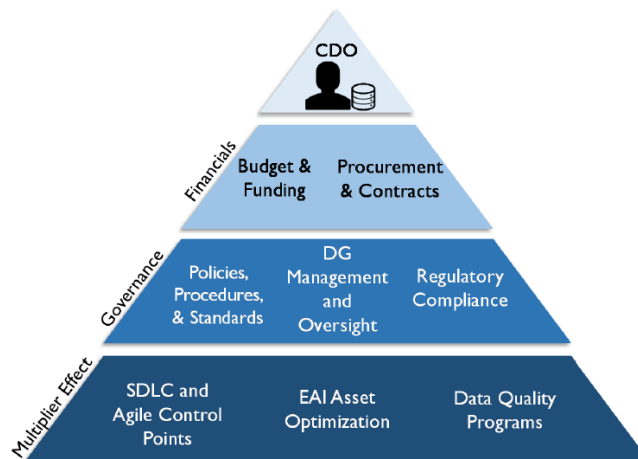 CDO
Financials
Budget &
Funding
Procurement
& Contracts
Governance
Policies,
Procedures,
& Standards
DG
Management
and
Oversight
Regulatory
Compliance
Multiplier Effect
SDLC and
Agile Control
Points
EAI Asset
Optimization
Data Quality
Programs